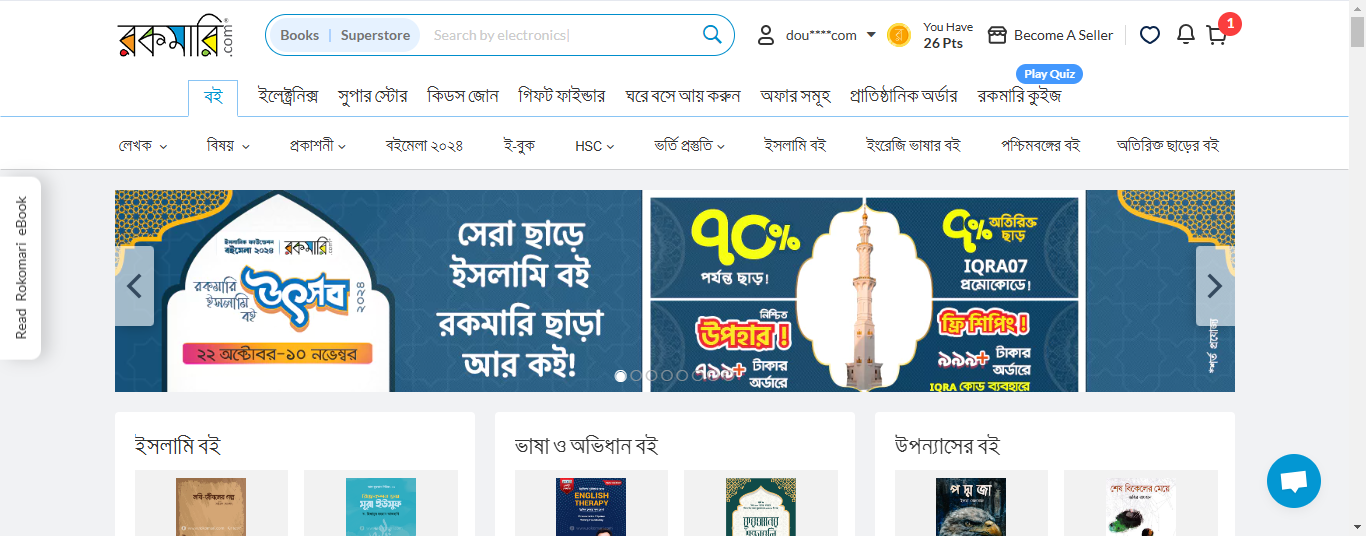 রকমারি.com
Books | Superstore Search by electronics
dou****com
You Have
26 Pts
Become A Seller
1
Play Quiz
বই ইলেক্ট্রনিক্স সুপার স্টোর কিডস জোন গিফট ফাইন্ডার ঘরে বসে আয় করুন অফার সমূহ প্রাতিষ্ঠানিক অর্ডার রকমারি কুইজ
লেখক বিষয় প্রকাশনী বইমেলা ২০২৪ ই-বুক HSC ভর্তি প্রস্তুতি ইসলামি বই ইংরেজি ভাষার বই পশ্চিমবঙ্গের বই অতিরিক্ত ছাড়ের বই
Read Rokomari eBook
ইসলামিক ফাউন্ডেশন
বইমেলা ২০২৪
রকমারি.com
রকমারি
ইসলামি
বই
উৎসব
২০২৪
২২ অক্টোবর-১০ নভেম্বর
সেরা ছাড়ে
ইসলামি বই
রকমারি ছাড়া
আর কই!
৭০%
পর্যন্ত ছাড়!
নিশ্চিত
উপহার !
৭৯৯+ টাকার
অর্ডারে
৭% অতিরিক্ত
ছাড়
IQRA07
প্রমোকোডে!
ফ্রি শিপিং !
৯৯৯+ টাকার
অর্ডারে
IQRA কোড ব্যবহারে
*শর্ত প্রযোজ্য
ইসলামি বই
ভাষা ও অভিধান বই
উপন্যাসের বই
ENGLISH
THERAPY
পদ্মজা
শেষ বিকেলের মেয়ে